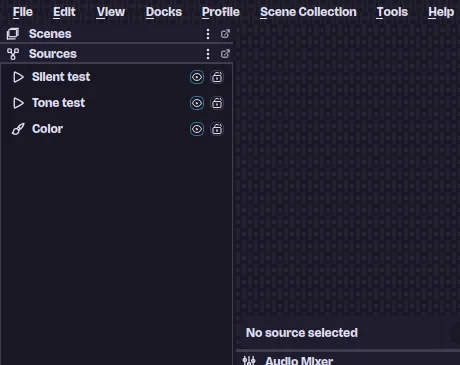 File Edit View Docks Profile Scene Collection Tools Help
Scenes
Sources
Silent test
Tone test
Color
No source selected
Audio Mixer